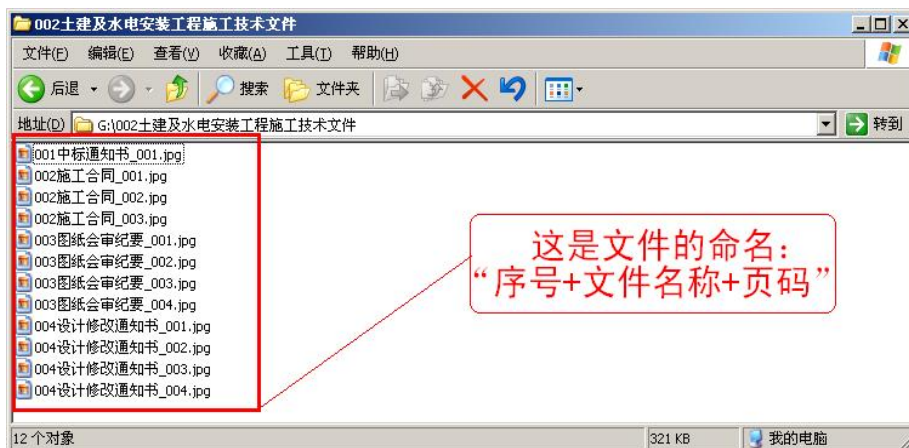 002土建及水电安装工程施工技术文件
文件(F) 编辑(E) 查看(V) 收藏(A) 工具(T) 帮助(H)
后退 搜索 文件夹
地址(D) G:\002土建及水电安装工程施工技术文件 转到
001中标通知书_001.jpg
002施工合同_001.jpg
002施工合同_002.jpg
002施工合同_003.jpg
003图纸会审纪要_001.jpg
003图纸会审纪要_002.jpg
003图纸会审纪要_003.jpg
003图纸会审纪要_004.jpg
004设计修改通知书_001.jpg
004设计修改通知书_002.jpg
004设计修改通知书_003.jpg
004设计修改通知书_004.jpg
这是文件的命名：
“序号+文件名称+页码”
12 个对象 321 KB 我的电脑